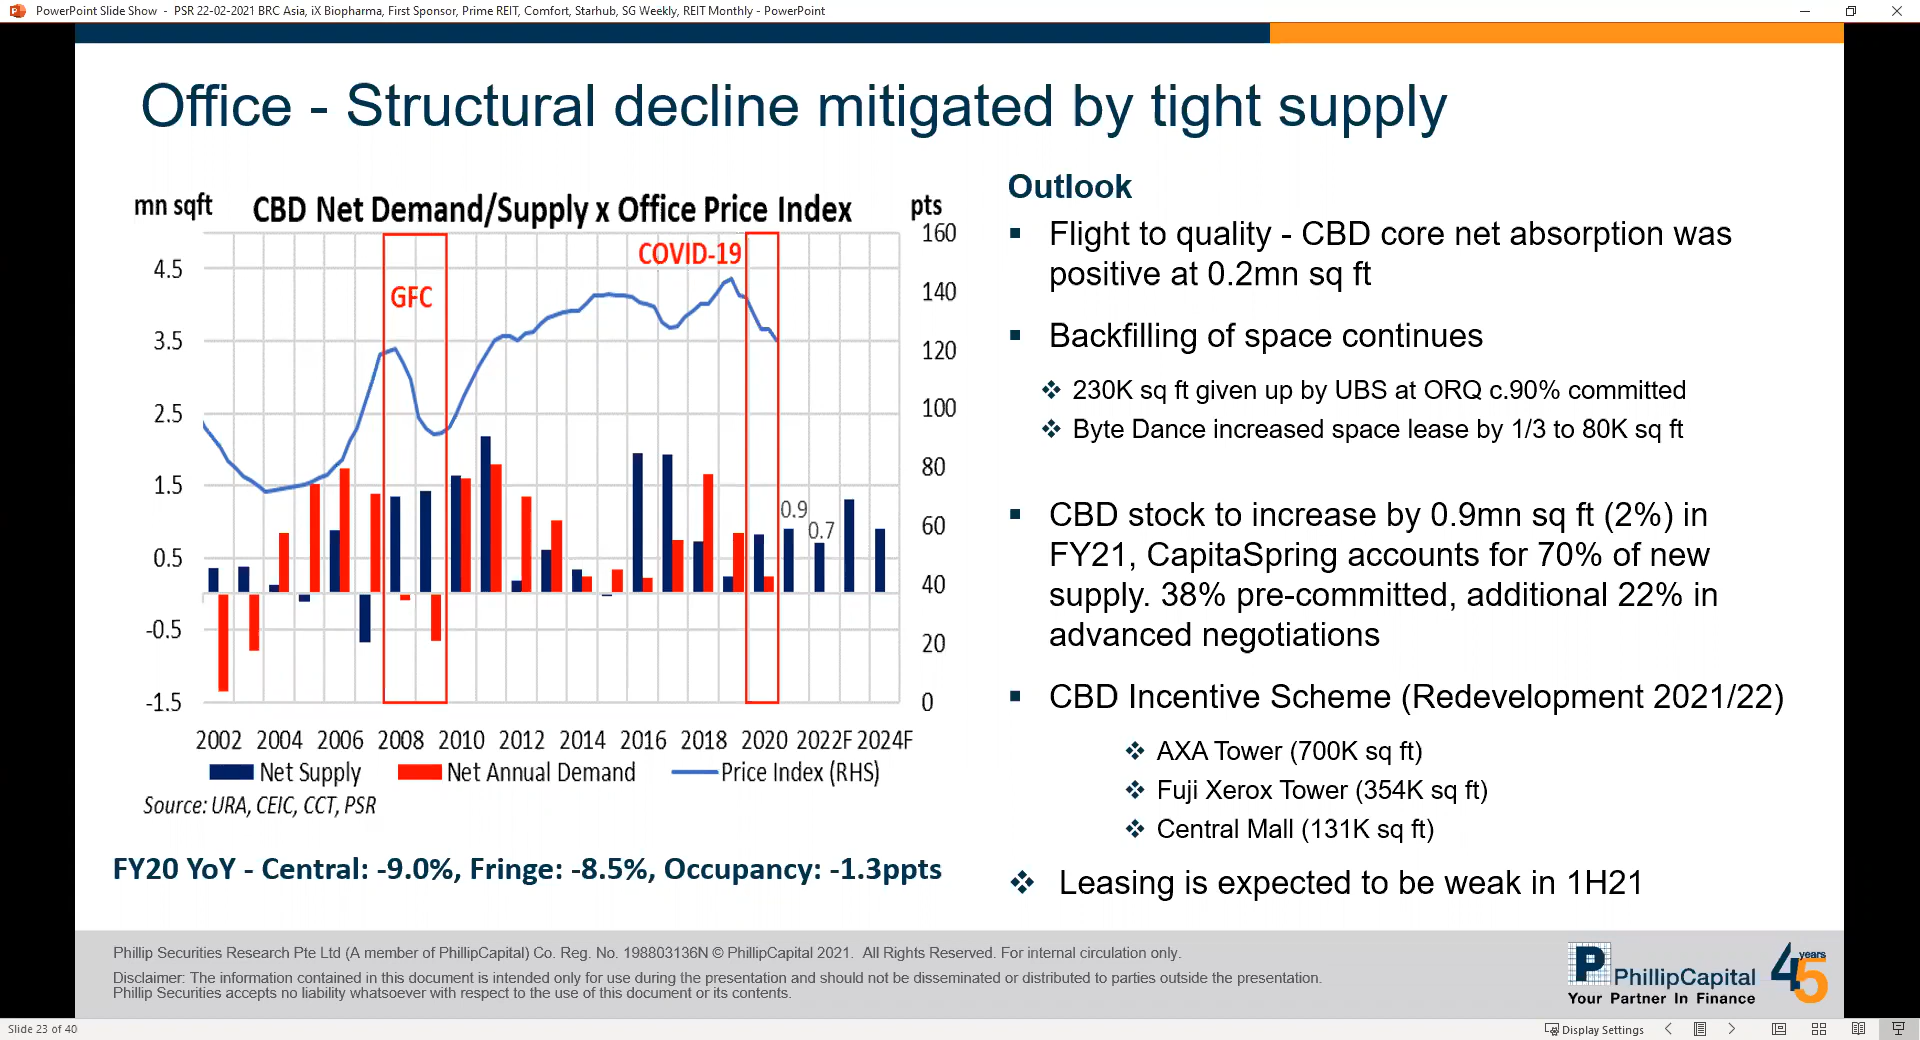 PowerPoint Slide Show - PSR 22-02-2021 BRC Asia, iX Biopharma, First Sponsor, Prime REIT, Comfort, Starhub, SG Weekly, REIT Monthly - PowerPoint
Office - Structural decline mitigated by tight supply
mn sqft
CBD Net Demand/Supply x Office Price Index
pts
160
COVID-19
4.5
GFC
140
3.5
120
2.5
100
80
1.5
0.9
60
0.7
0.5
40
-0.5
20
-1.5
0
2002 2004 2006 2008 2010 2012 2014 2016 2018 2020 2022F 2024F
Net Supply
Net Annual Demand
Price Index (RHS)
Source: URA, CEIC, CCT, PSR
FY20 YoY - Central: -9.0%, Fringe: -8.5%, Occupancy: -1.3ppts
Outlook
Flight to quality - CBD core net absorption was
positive at 0.2mn sq ft
Backfilling of space continues
230K sq ft given up by UBS at ORQ c.90% committed
Byte Dance increased space lease by 1/3 to 80K sq ft
CBD stock to increase by 0.9mn sq ft (2%) in
FY21, CapitaSpring accounts for 70% of new
supply. 38% pre-committed, additional 22% in
advanced negotiations
CBD Incentive Scheme (Redevelopment 2021/22)
AXA Tower (700K sq ft)
Fuji Xerox Tower (354K sq ft)
Central Mall (131K sq ft)
Leasing is expected to be weak in 1H21
Phillip Securities Research Pte Ltd (A member of PhillipCapital) Co. Reg. No. 198803136N © PhillipCapital 2021. All Rights Reserved. For internal circulation only.
Disclaimer: The information contained in this document is intended only for use during the presentation and should not be disseminated or distributed to parties outside the presentation.
Phillip Securities accepts no liability whatsoever with respect to the use of this document or its contents.
P PhillipCapital
Your Partner In Finance
45 years
Slide 23 of 40
Display Settings